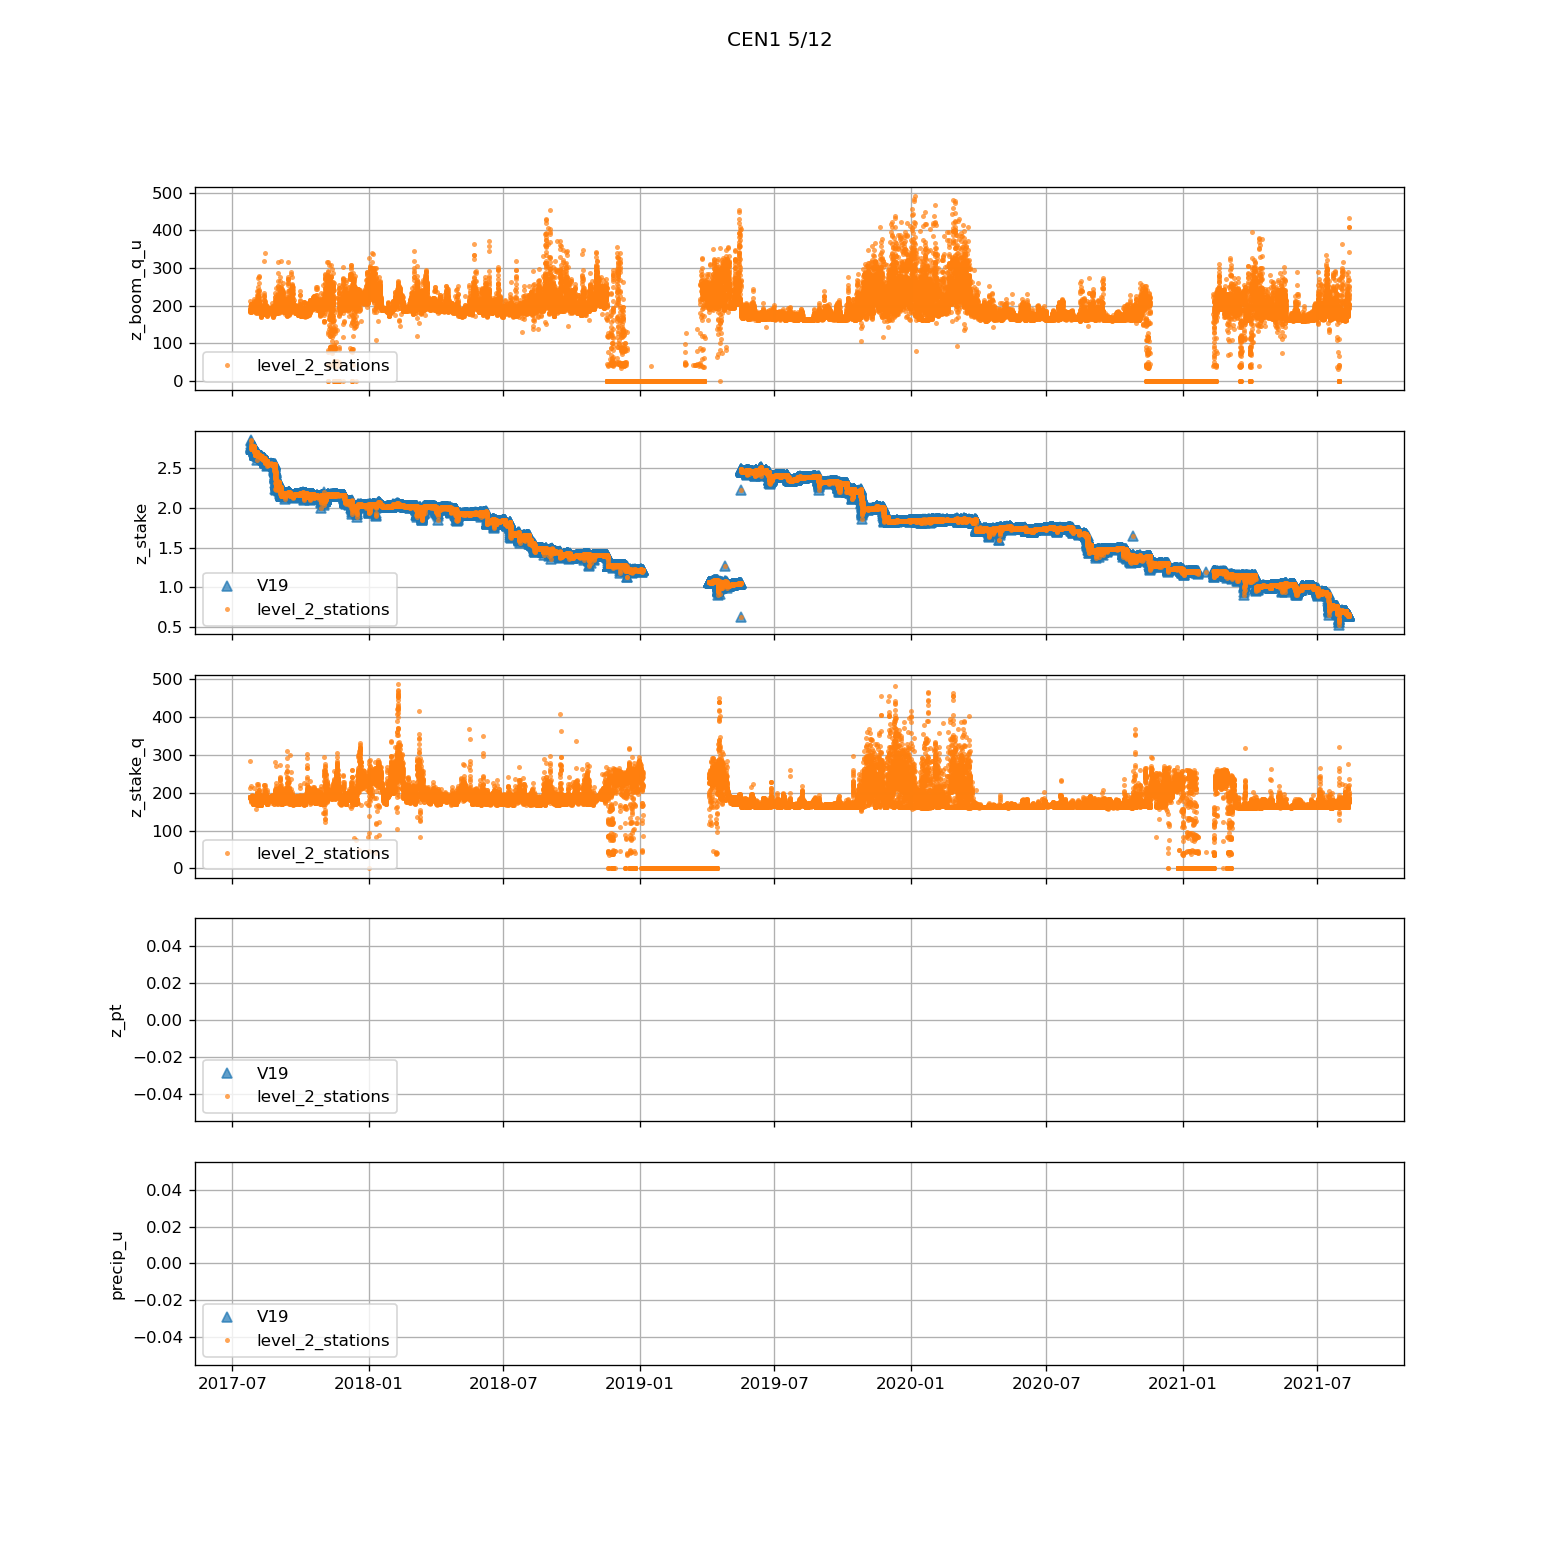 CEN1 5/12
z_boom_q_u
500
400
300
200
100
0
level_2_stations
z_stake
2.5
2.0
1.5
1.0
0.5
V19
level_2_stations
z_stake_q
500
400
300
200
100
0
level_2_stations
z_pt
0.04
0.02
0.00
−0.02
−0.04
V19
level_2_stations
precip_u
0.04
0.02
0.00
−0.02
−0.04
V19
level_2_stations
2017-07 2018-01 2018-07 2019-01 2019-07 2020-01 2020-07 2021-01 2021-07